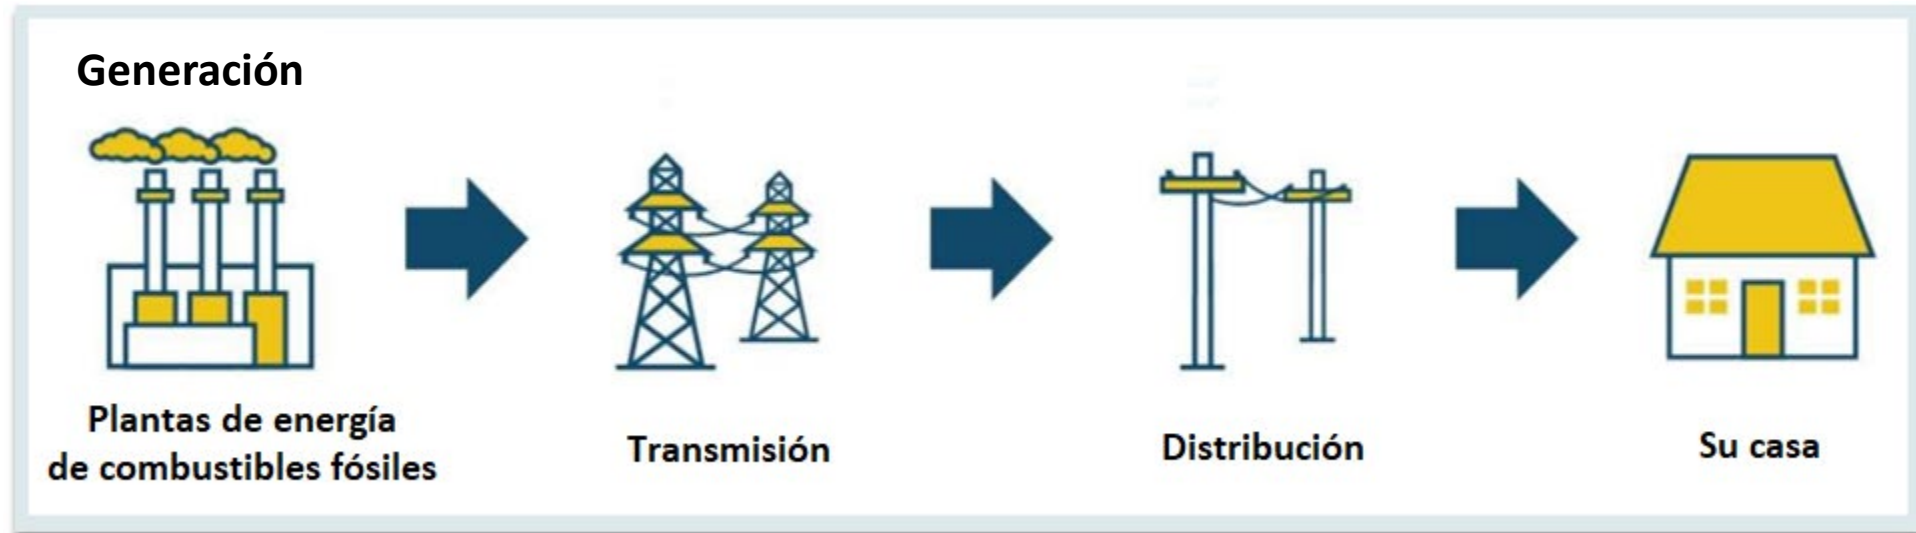 Generación
Plantas de energía
de combustibles fósiles
Transmisión
Distribución
Su casa